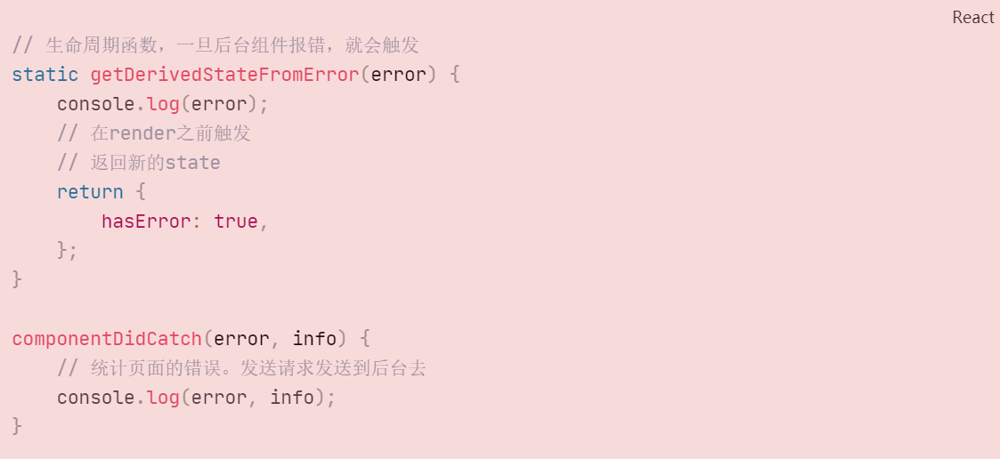 React
// 生命周期函数，一旦后台组件报错，就会触发
static getDerivedStateFromError(error) {
    console.log(error);
    // 在render之前触发
    // 返回新的state
    return {
        hasError: true,
    };
}

componentDidCatch(error, info) {
    // 统计页面的错误。发送请求发送到后台去
    console.log(error, info);
}